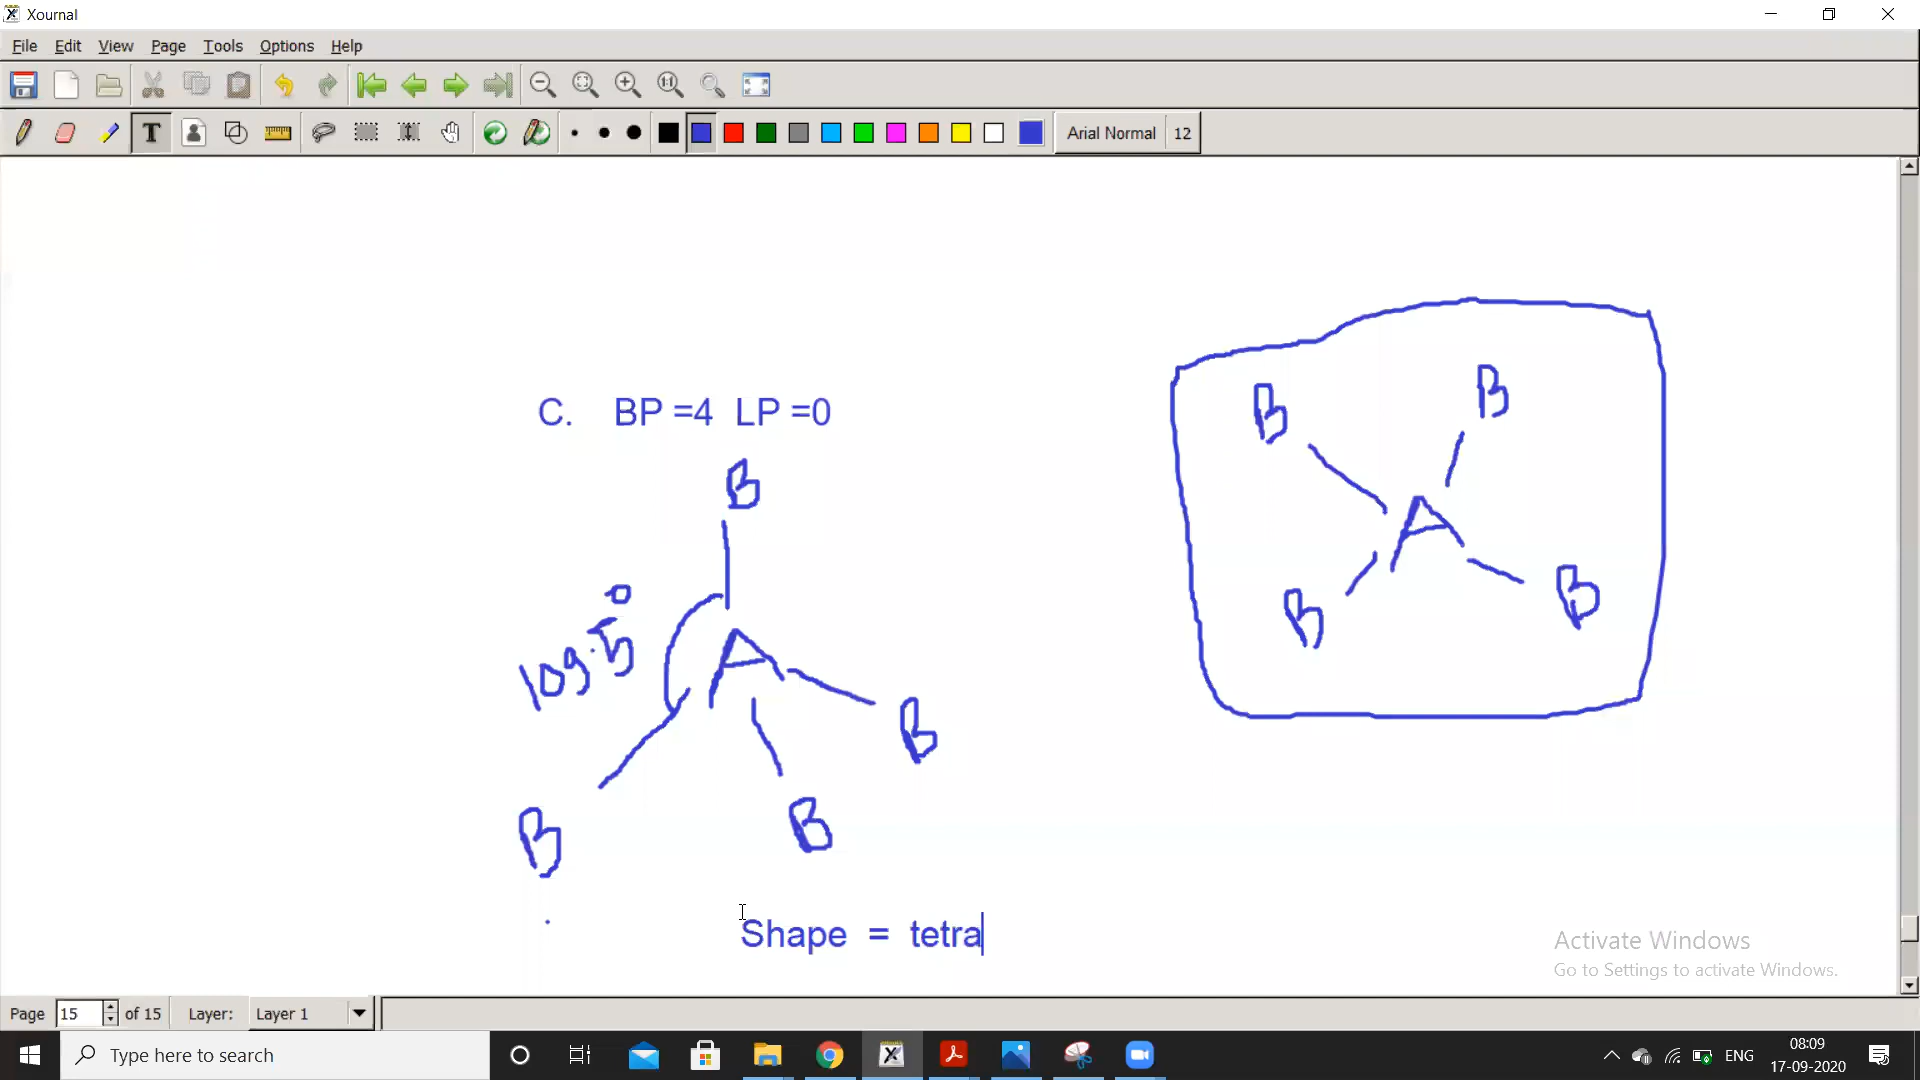 Xournal
File Edit View Page Tools Options Help
Arial Normal 12
C. BP =4 LP =0
B
109.5°
A
B
B
B
B
B
A
B
B
Shape = tetra
Activate Windows
Go to Settings to activate Windows.
Page 15 of 15 Layer: Layer 1
Type here to search
ENG
08:09
17-09-2020